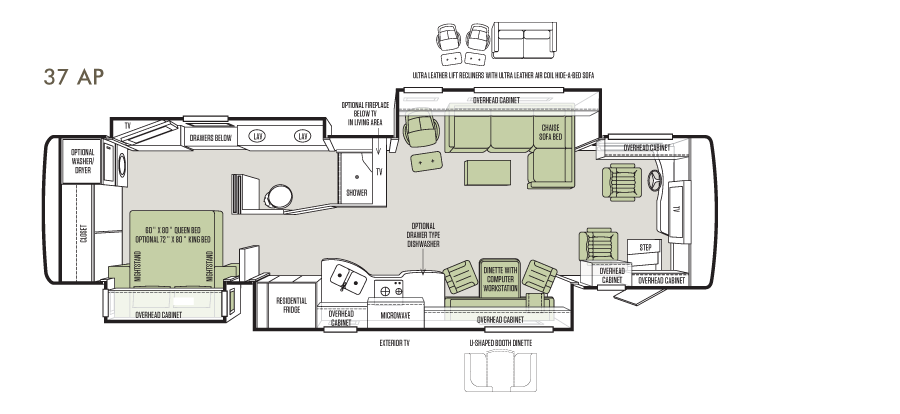 37 AP
ULTRA LEATHER LIFT RECLINERS WITH ULTRA LEATHER AIR COIL HIDE-A-BED SOFA
OPTIONAL FIREPLACE
BELOW TV
IN LIVING AREA
OVERHEAD CABINET
TV
DRAWERS BELOW
LAV
LAV
CHAISE
SOFA BED
OVERHEAD CABINET
OPTIONAL
WASHER/
DRYER
SHOWER
TV
CLOSET
60" X 80" QUEEN BED
OPTIONAL 72" X 80" KING BED
NIGHTSTAND
NIGHTSTAND
OPTIONAL
DRAWER TYPE
DISHWASHER
TV
STEP
DINETTE WITH
COMPUTER
WORKSTATION
OVERHEAD
CABINET
OVERHEAD CABINET
RESIDENTIAL
FRIDGE
OVERHEAD CABINET
OVERHEAD
CABINET
MICROWAVE
OVERHEAD CABINET
EXTERIOR TV
U-SHAPED BOOTH DINETTE